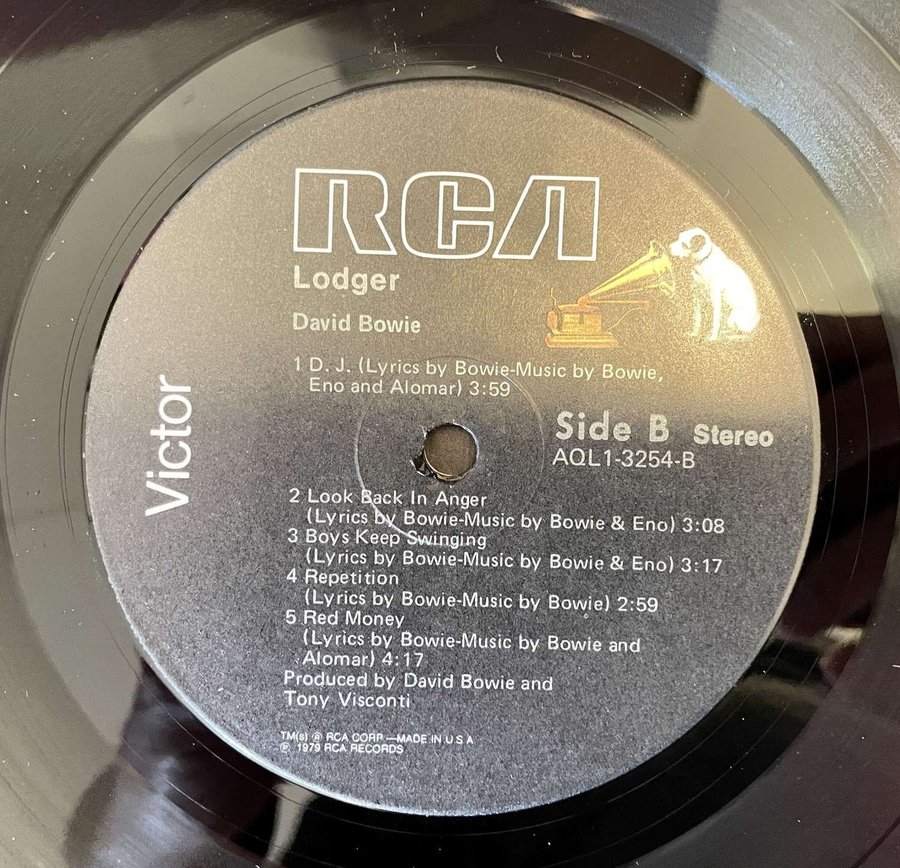 RCA
Lodger
David Bowie
1 D. J. (Lyrics by Bowie-Music by Bowie,
Eno and Alomar) 3:59
Side B Stereo
AQL1-3254-B
Victor
2 Look Back In Anger
(Lyrics by Bowie-Music by Bowie & Eno) 3:08
3 Boys Keep Swinging
(Lyrics by Bowie-Music by Bowie & Eno) 3:17
4 Repetition
(Lyrics by Bowie-Music by Bowie) 2:59
5 Red Money
(Lyrics by Bowie-Music by Bowie and
Alomar) 4:17
Produced by David Bowie and
Tony Visconti
TM(s) ® RCA CORP.—MADE IN U S A
℗ 1979 RCA RECORDS